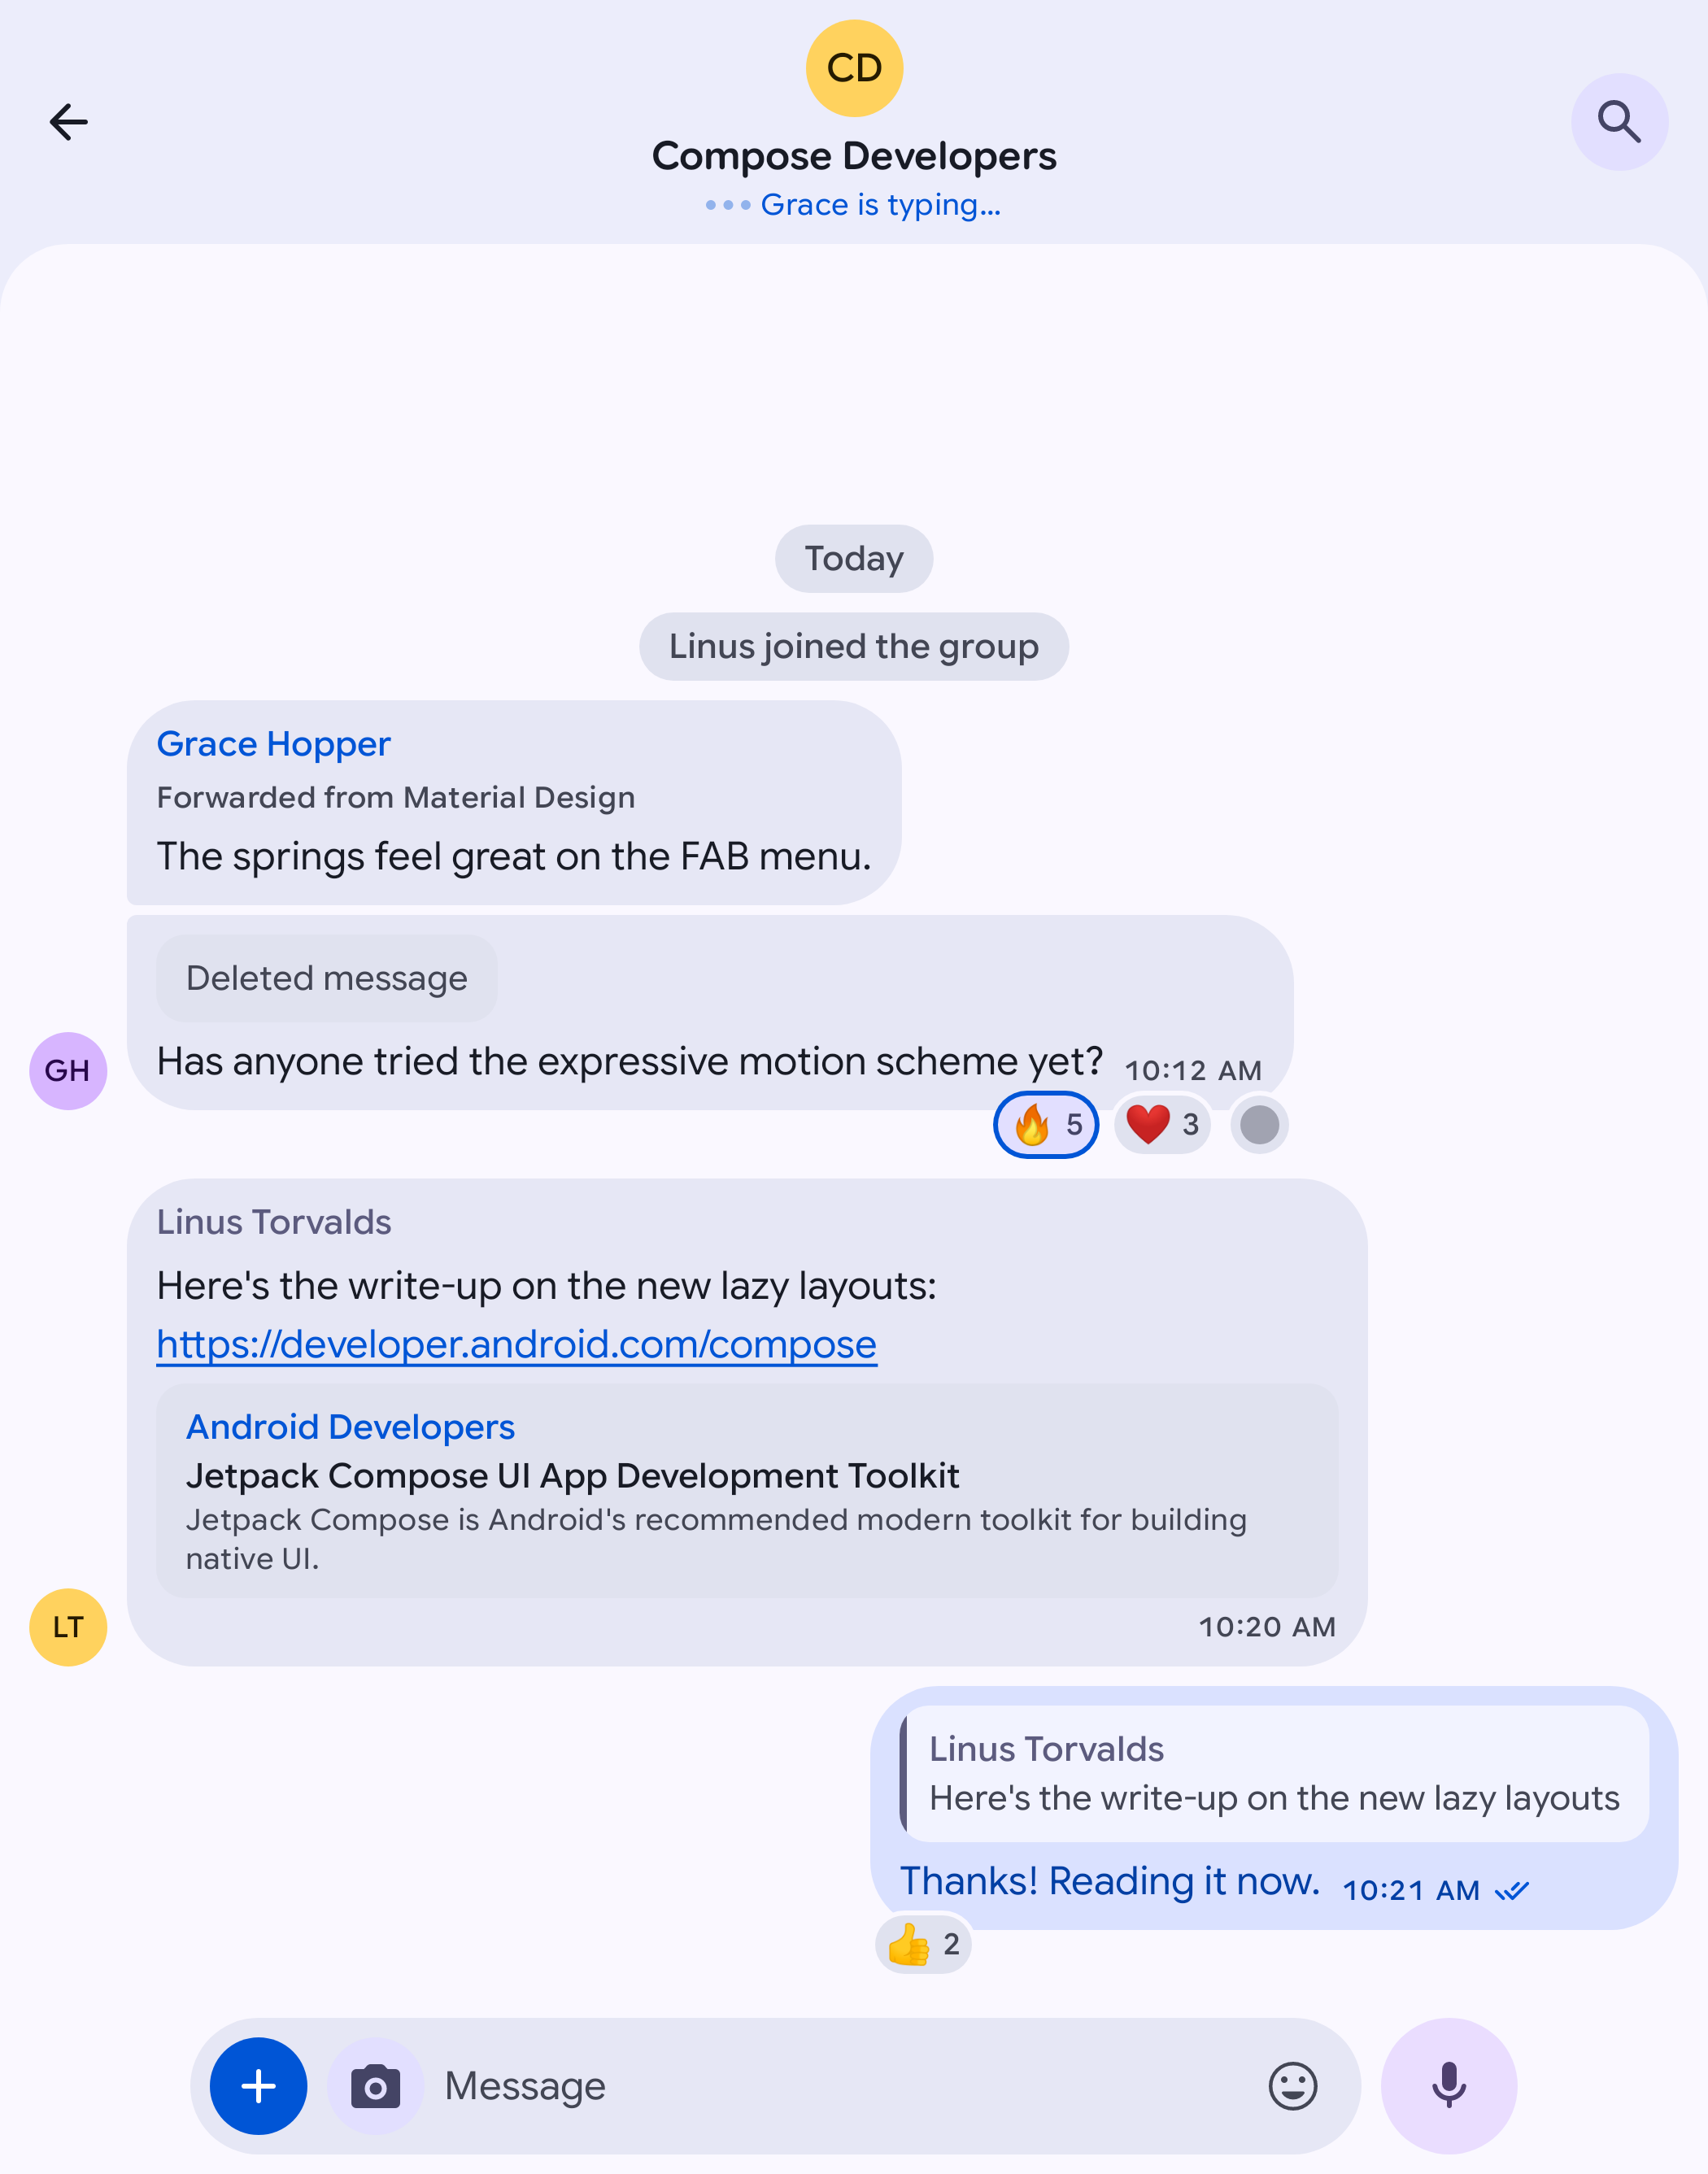 CD
Compose Developers
Grace is typing...
Today
Linus joined the group
Grace Hopper
Forwarded from Material Design
The springs feel great on the FAB menu.
Deleted message
Has anyone tried the expressive motion scheme yet? 10:12 AM
GH
🔥 5 ❤️ 3
Linus Torvalds
Here's the write-up on the new lazy layouts:
https://developer.android.com/compose
Android Developers
Jetpack Compose UI App Development Toolkit
Jetpack Compose is Android's recommended modern toolkit for building
native UI.
LT
10:20 AM
Linus Torvalds
Here's the write-up on the new lazy layouts
Thanks! Reading it now. 10:21 AM
👍 2
Message